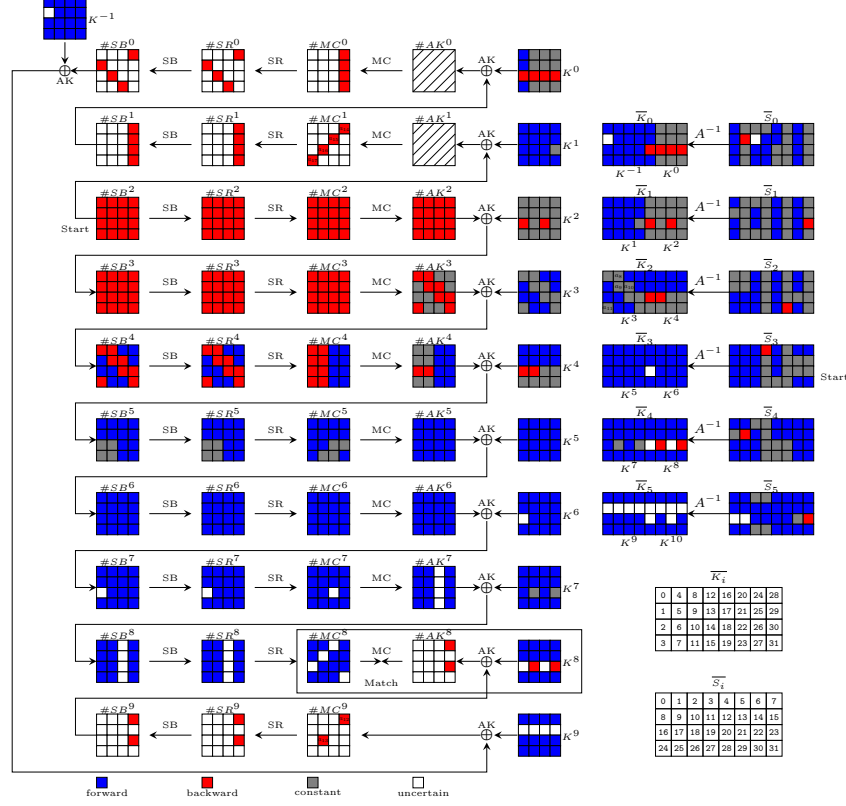 K^{-1}
#SB^0 SB #SR^0 SR #MC^0 MC #AK^0 AK K^0
AK
#SB^1 SB #SR^1 SR #MC^1 MC #AK^1 AK K^1
\overline{K}_0 A^{-1} \overline{S}_0
K^{-1} K^0
#SB^2 SB #SR^2 SR #MC^2 MC #AK^2 AK K^2
Start
\overline{K}_1 A^{-1} \overline{S}_1
K^1 K^2
#SB^3 SB #SR^3 SR #MC^3 MC #AK^3 AK K^3
\overline{K}_2 A^{-1} \overline{S}_2
K^3 K^4
#SB^4 SB #SR^4 SR #MC^4 MC #AK^4 AK K^4
\overline{K}_3 A^{-1} \overline{S}_3
K^5 K^6
Start
#SB^5 SB #SR^5 SR #MC^5 MC #AK^5 AK K^5
\overline{K}_4 A^{-1} \overline{S}_4
K^7 K^8
#SB^6 SB #SR^6 SR #MC^6 MC #AK^6 AK K^6
\overline{K}_5 A^{-1} \overline{S}_5
K^9 K^{10}
#SB^7 SB #SR^7 SR #MC^7 MC #AK^7 AK K^7
\overline{K_i}
0 4 8 12 16 20 24 28
1 5 9 13 17 21 25 29
2 6 10 14 18 22 26 30
3 7 11 15 19 23 27 31
#SB^8 SB #SR^8 SR #MC^8 MC #AK^8 AK K^8
Match
\overline{S_i}
0 1 2 3 4 5 6 7
8 9 10 11 12 13 14 15
16 17 18 19 20 21 22 23
24 25 26 27 28 29 30 31
#SB^9 SB #SR^9 SR #MC^9 AK K^9
forward backward constant uncertain